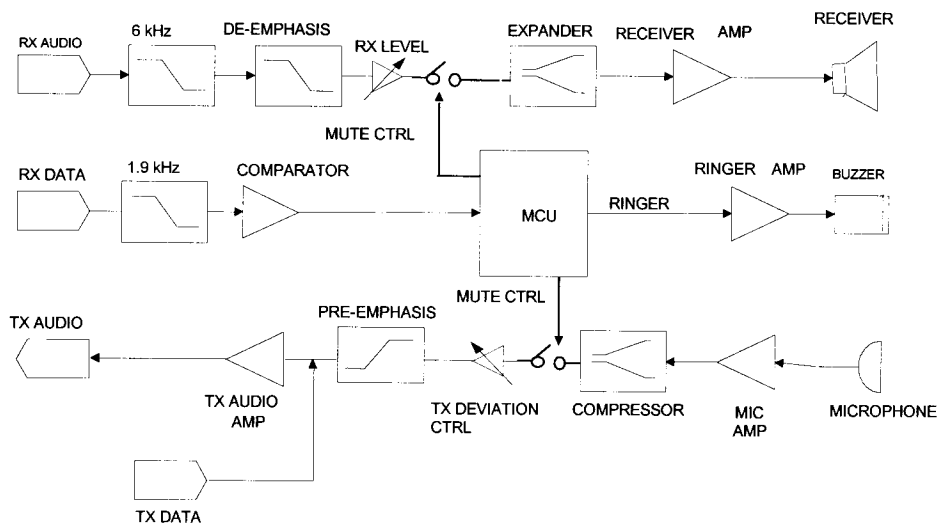 RX AUDIO
6 kHz
DE-EMPHASIS
RX LEVEL
EXPANDER
RECEIVER AMP
RECEIVER
MUTE CTRL
RX DATA
1.9 kHz
COMPARATOR
MCU
RINGER
RINGER AMP
BUZZER
MUTE CTRL
TX AUDIO
PRE-EMPHASIS
TX AUDIO
AMP
TX DEVIATION
CTRL
COMPRESSOR
MIC
AMP
MICROPHONE
TX DATA